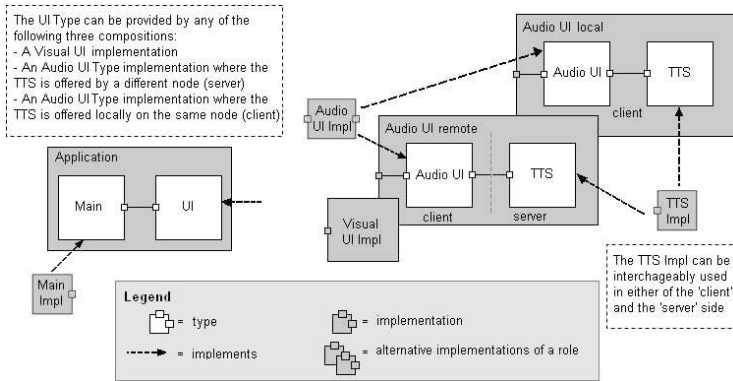 The UI Type can be provided by any of the
following three compositions:
- A Visual UI implementation
- An Audio UI Type implementation where the
TTS is offered by a different node (server)
- An Audio UI Type implementation where the
TTS is offered locally on the same node (client)
Audio UI local
Audio UI
TTS
client
Audio
UI Impl
Audio UI remote
Audio UI
TTS
client
server
Application
Main
UI
Visual
UI Impl
TTS
Impl
Main
Impl
The TTS Impl can be
interchageably used
in either of the 'client'
and the 'server' side
Legend
= type
= implementation
= implements
= alternative implementations of a role